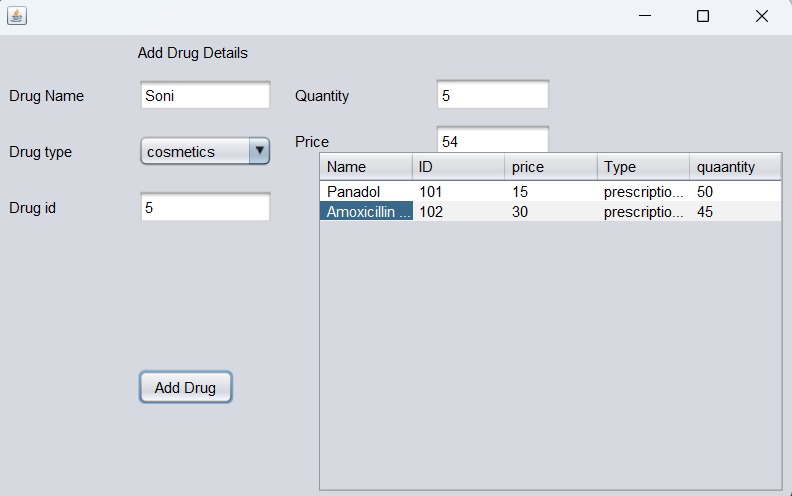 Add Drug Details
Drug Name Soni Quantity 5
Drug type cosmetics Price 54
Drug id 5
Name ID price Type quaantity
Panadol 101 15 prescriptio... 50
Amoxicillin ... 102 30 prescriptio... 45
Add Drug